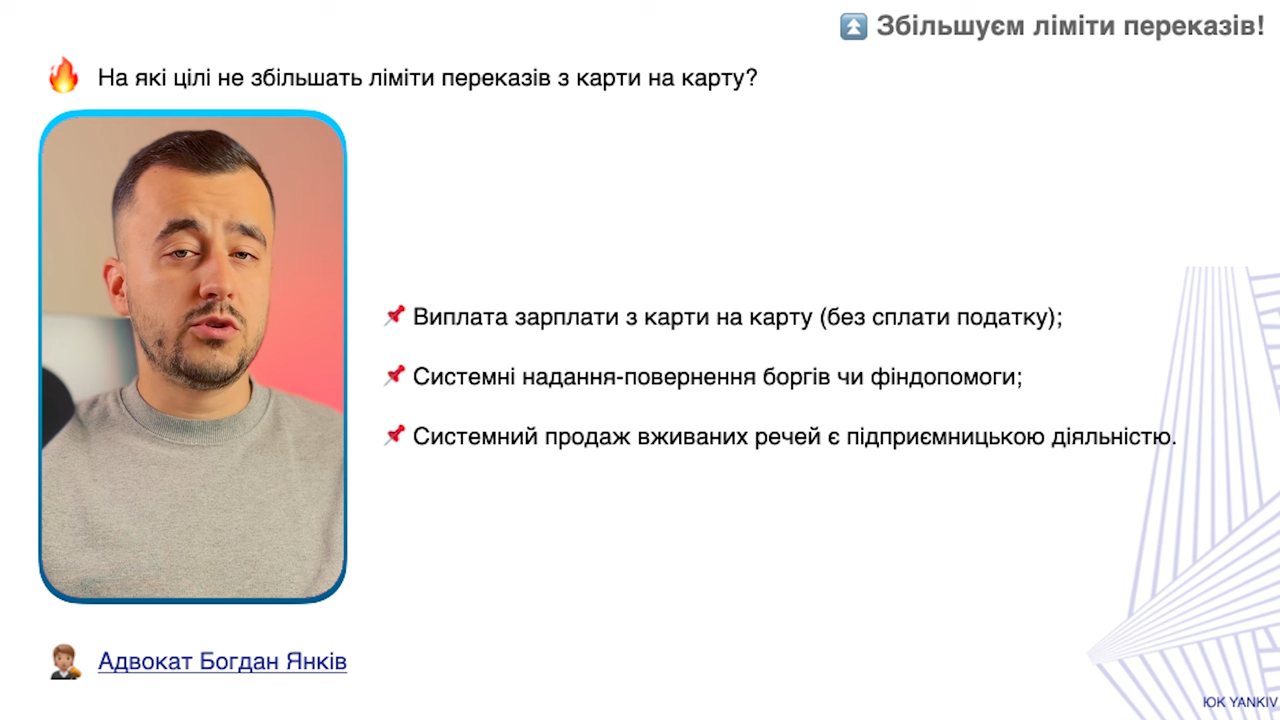 Збільшуєм ліміти переказів!
На які цілі не збільшать ліміти переказів з карти на карту?
Виплата зарплати з карти на карту (без сплати податку);
Системні надання-повернення боргів чи фіндопомоги;
Системний продаж вживаних речей є підприємницькою діяльністю.
Адвокат Богдан Янків
ЮК YANKIV